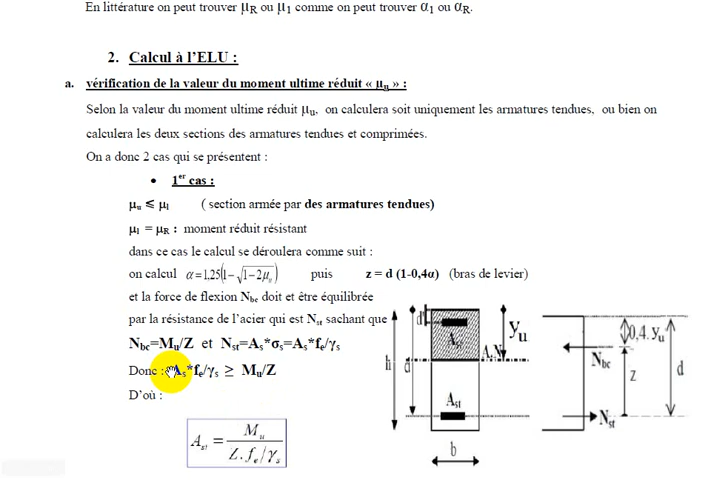 En littérature on peut trouver μR ou μ1 comme on peut trouver α1 ou αR.
2. Calcul à l'ELU :
a. vérification de la valeur du moment ultime réduit « μu » :
Selon la valeur du moment ultime réduit μu, on calculera soit uniquement les armatures tendues, ou bien on
calculera les deux sections des armatures tendues et comprimées.
On a donc 2 cas qui se présentent :
• 1er cas :
μu ≤ μl ( section armée par des armatures tendues)
μl = μR : moment réduit résistant
dans ce cas le calcul se déroulera comme suit :
on calcul α=1,25(1-√(1-2μu)) puis z = d (1-0,4α) (bras de levier)
et la force de flexion Nbc doit et être équilibrée
par la résistance de l'acier qui est Nst sachant que
Nbc=Mu/Z et Nst=As*σs=As*fe/γs
Donc : As*fe/γs ≥ Mu/Z
D'où :
Ast = Mu / Z.fe/γs
d'
h
d
A.N
Ast
b
yu
0,4.yu
Nbc
z
d
Nst